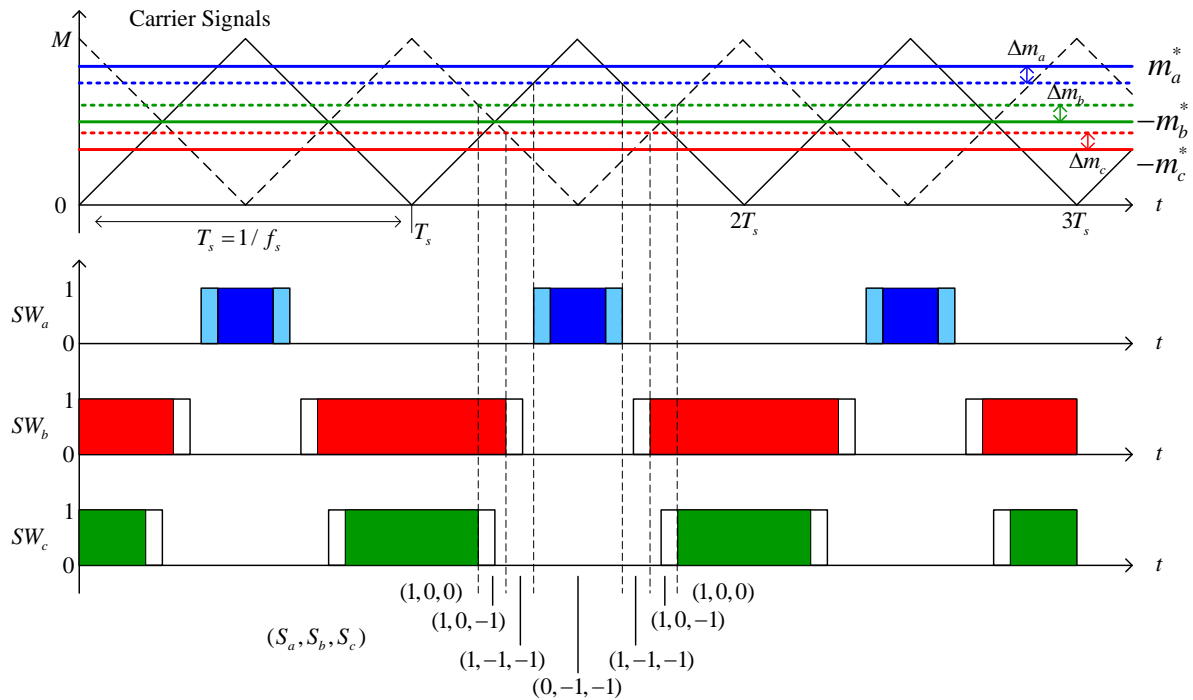 Carrier Signals
M
Δm_a
m_a^*
Δm_b
−m_b^*
Δm_c
−m_c^*
0
t
T_s = 1 / f_s
T_s
2T_s
3T_s
1
SW_a
0
t
1
SW_b
0
t
1
SW_c
0
t
(1, 0, 0)
(1, 0, 0)
(1, 0, −1)
(1, 0, −1)
(S_a, S_b, S_c)
(1, −1, −1)
(1, −1, −1)
(0, −1, −1)